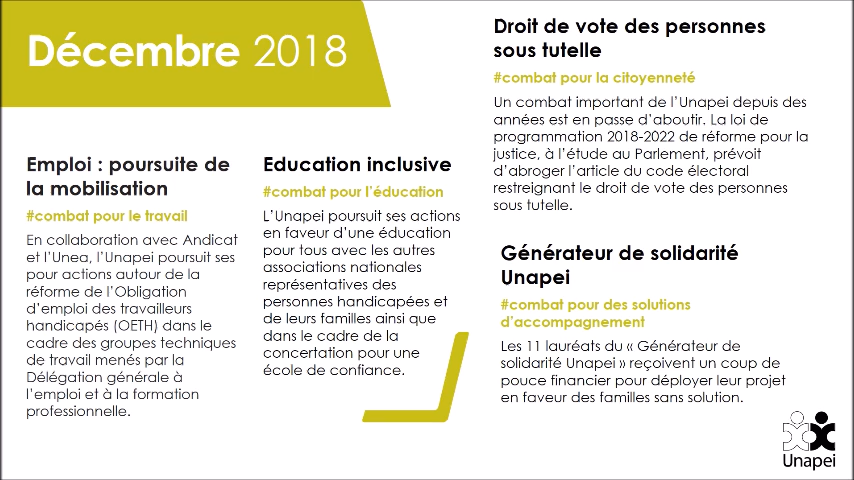 Décembre 2018
Emploi : poursuite de
la mobilisation
#combat pour le travail
En collaboration avec Andicat
et l’Unea, l’Unapei poursuit ses
pour actions autour de la
réforme de l’Obligation
d’emploi des travailleurs
handicapés (OETH) dans le
cadre des groupes techniques
de travail menés par la
Délégation générale à
l’emploi et à la formation
professionnelle.
Education inclusive
#combat pour l’éducation
L’Unapei poursuit ses actions
en faveur d’une éducation
pour tous avec les autres
associations nationales
représentatives des
personnes handicapées et
de leurs familles ainsi que
dans le cadre de la
concertation pour une
école de confiance.
Droit de vote des personnes
sous tutelle
#combat pour la citoyenneté
Un combat important de l’Unapei depuis des
années est en passe d’aboutir. La loi de
programmation 2018-2022 de réforme pour la
justice, à l’étude au Parlement, prévoit
d’abroger l’article du code électoral
restreignant le droit de vote des personnes
sous tutelle.
Générateur de solidarité
Unapei
#combat pour des solutions
d’accompagnement
Les 11 lauréats du « Générateur de
solidarité Unapei » reçoivent un coup de
pouce financier pour déployer leur projet
en faveur des familles sans solution.
Unapei